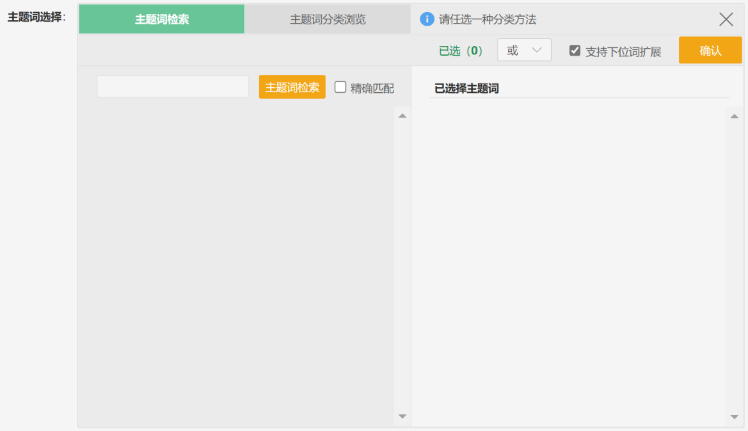 主题词选择：
主题词检索
主题词分类浏览
请任选一种分类方法
已选（0）
或
支持下位词扩展
确认
主题词检索
精确匹配
已选择主题词